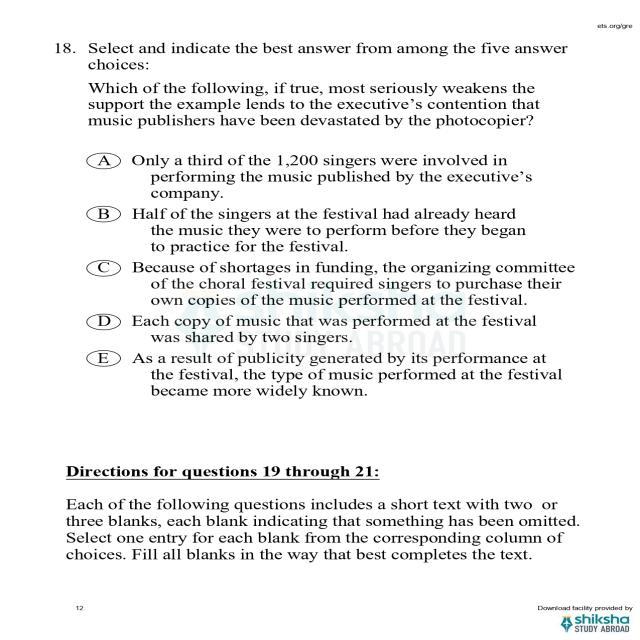 ets.org/gre
18. Select and indicate the best answer from among the five answer
choices:
Which of the following, if true, most seriously weakens the
support the example lends to the executive's contention that
music publishers have been devastated by the photocopier?
A Only a third of the 1,200 singers were involved in
performing the music published by the executive's
company.
B Half of the singers at the festival had already heard
the music they were to perform before they began
to practice for the festival.
C Because of shortages in funding, the organizing committee
of the choral festival required singers to purchase their
own copies of the music performed at the festival.
D Each copy of music that was performed at the festival
was shared by two singers.
E As a result of publicity generated by its performance at
the festival, the type of music performed at the festival
became more widely known.
shiksha
STUDY ABROAD
Directions for questions 19 through 21:
Each of the following questions includes a short text with two or
three blanks, each blank indicating that something has been omitted.
Select one entry for each blank from the corresponding column of
choices. Fill all blanks in the way that best completes the text.
12
Download facility provided by
shiksha
STUDY ABROAD